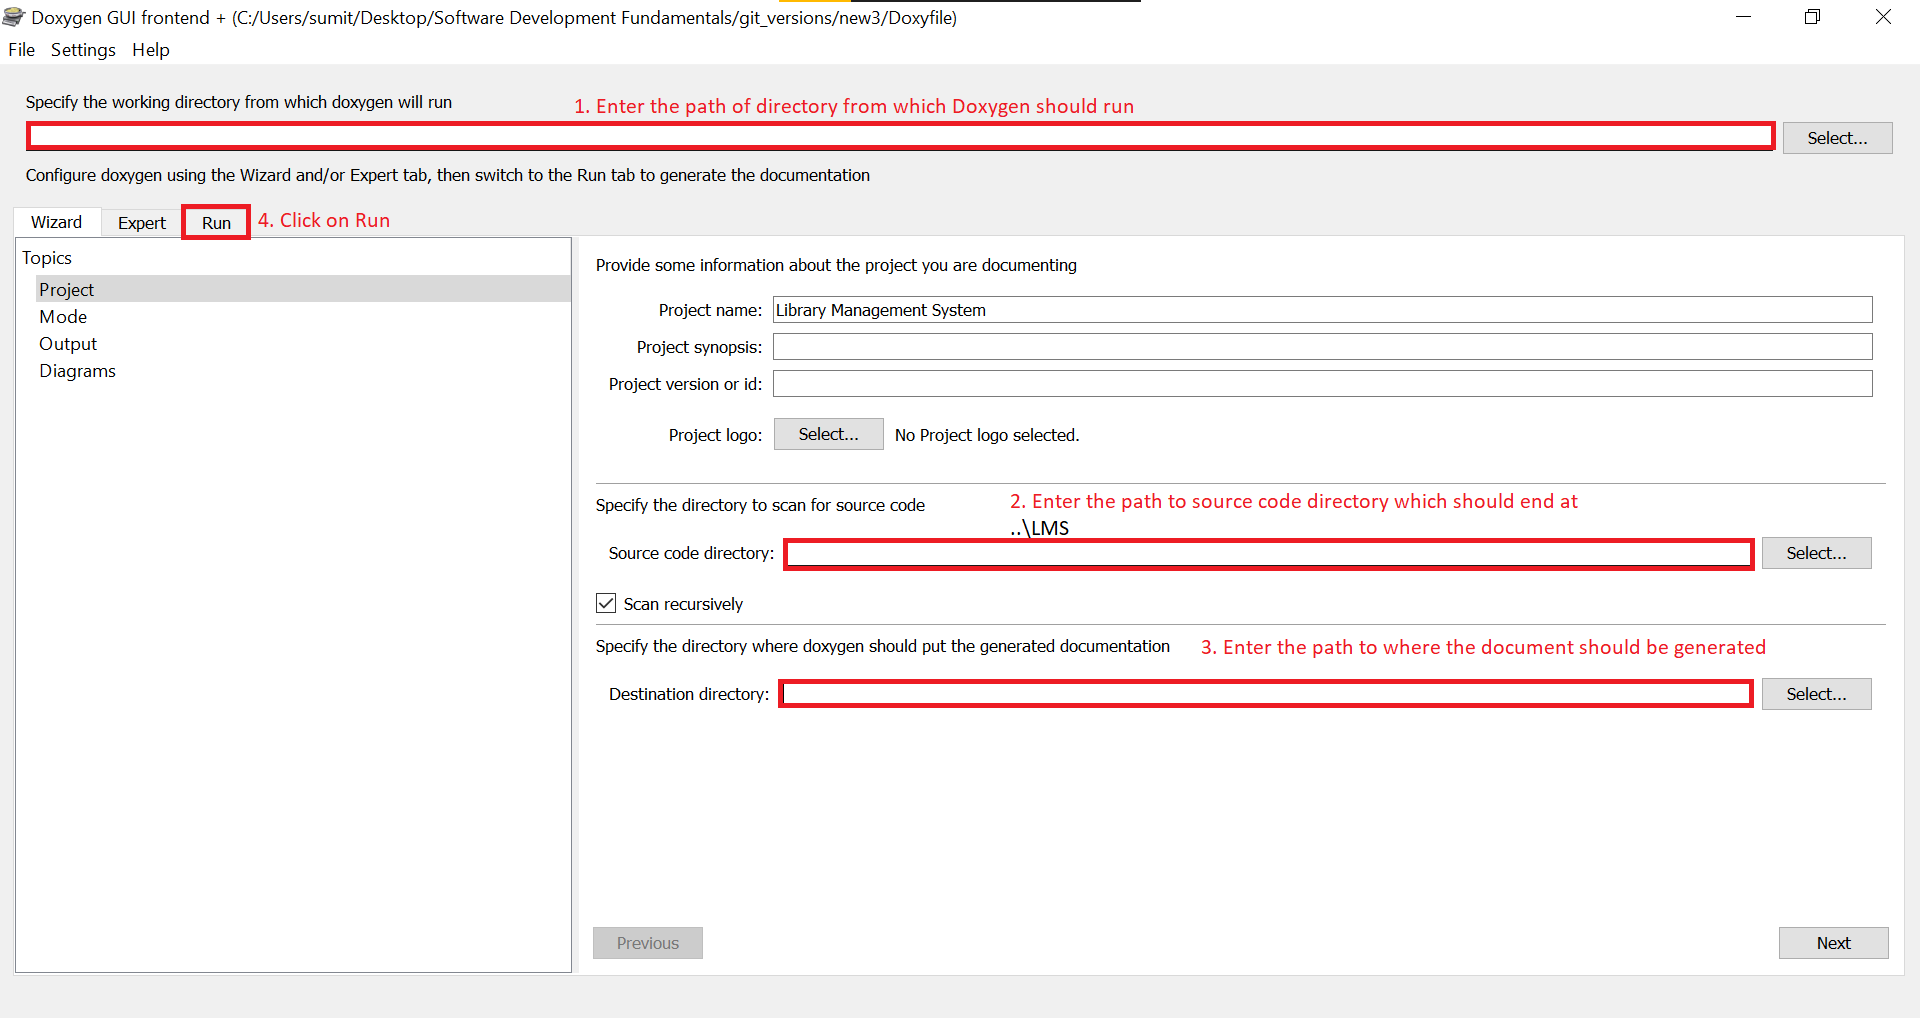 Doxygen GUI frontend + (C:/Users/sumit/Desktop/Software Development Fundamentals/git_versions/new3/Doxyfile)
File Settings Help
Specify the working directory from which doxygen will run
1. Enter the path of directory from which Doxygen should run
Select...
Configure doxygen using the Wizard and/or Expert tab, then switch to the Run tab to generate the documentation
Wizard Expert Run 4. Click on Run
Topics
Project
Mode
Output
Diagrams
Provide some information about the project you are documenting
Project name: Library Management System
Project synopsis:
Project version or id:
Project logo: Select... No Project logo selected.
Specify the directory to scan for source code
2. Enter the path to source code directory which should end at
..\LMS
Source code directory: Select...
Scan recursively
Specify the directory where doxygen should put the generated documentation
3. Enter the path to where the document should be generated
Destination directory: Select...
Previous Next